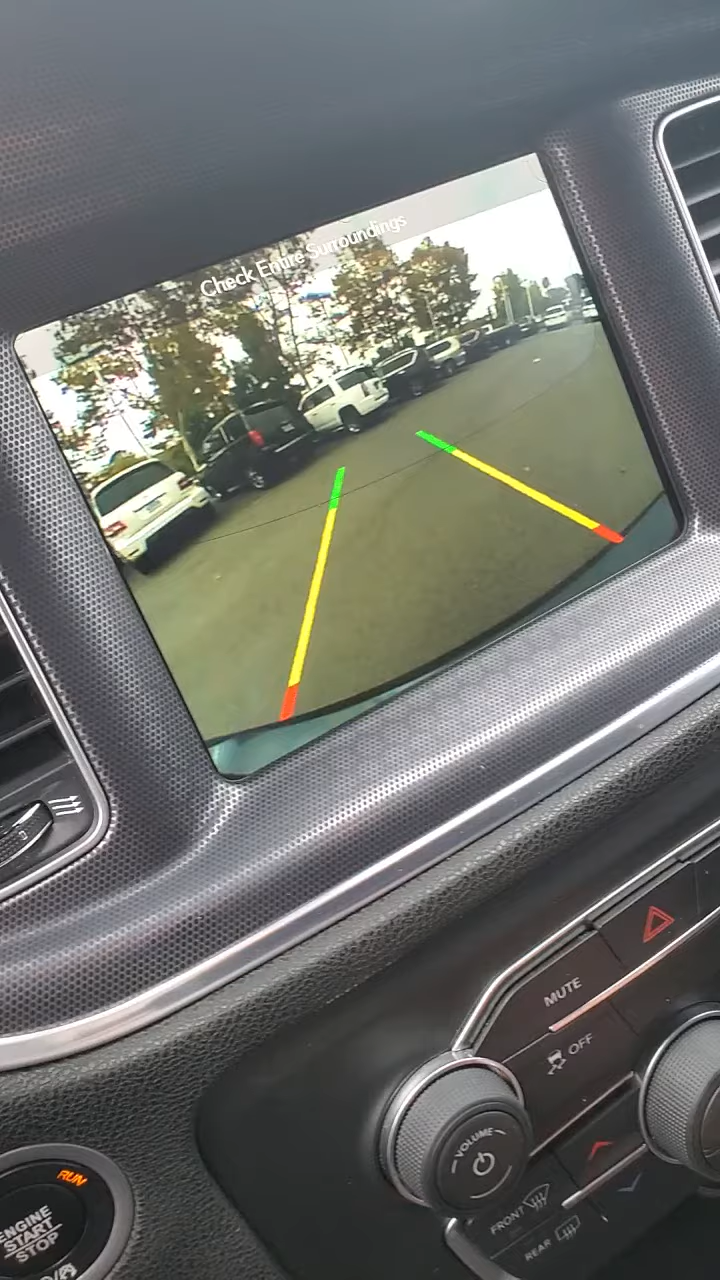 Check Entire Surroundings
MUTE
OFF
VOLUME
FRONT
REAR
RUN
ENGINE
START
STOP